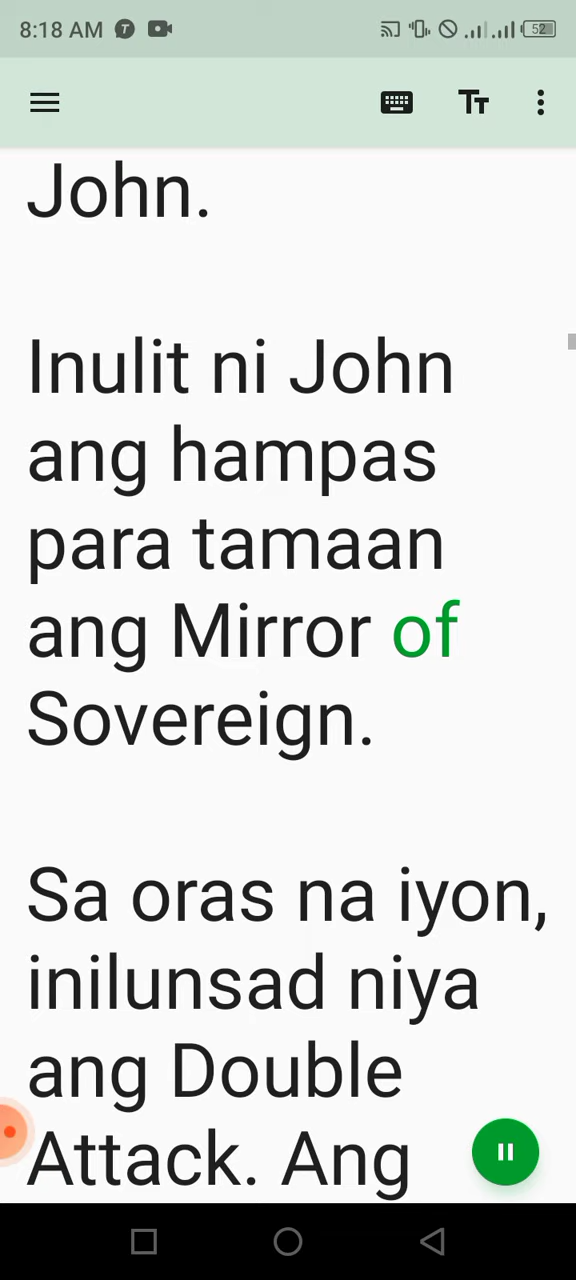 8:18 AM
52
John.
Inulit ni John
ang hampas
para tamaan
ang Mirror of
Sovereign.
Sa oras na iyon,
inilunsad niya
ang Double
Attack. Ang